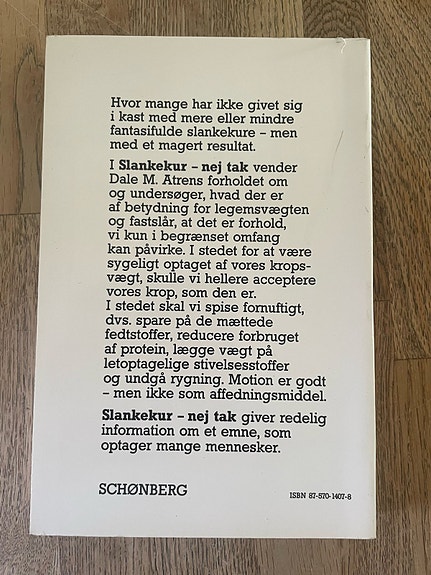 Hvor mange har ikke givet sig
i kast med mere eller mindre
fantasifulde slankekure – men
med et magert resultat.
I Slankekur – nej tak vender
Dale M. Atrens forholdet om
og undersøger, hvad der er
af betydning for legemsvægten
og fastslår, at det er forhold,
vi kun i begrænset omfang
kan påvirke. I stedet for at være
sygeligt optaget af vores krops-
vægt, skulle vi hellere acceptere
vores krop, som den er.
I stedet skal vi spise fornuftigt,
dvs. spare på de mættede
fedtstoffer, reducere forbruget
af protein, lægge vægt på
letoptagelige stivelsesstoffer
og undgå rygning. Motion er godt
– men ikke som affedningsmiddel.
Slankekur – nej tak giver redelig
information om et emne, som
optager mange mennesker.
SCHØNBERG
ISBN 87-570-1407-8